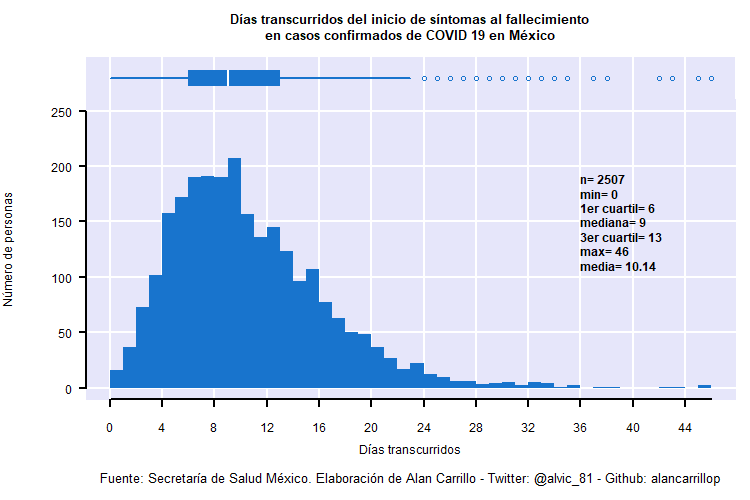 Días transcurridos del inicio de síntomas al fallecimiento
en casos confirmados de COVID 19 en México
250
200
150
100
50
0
Número de personas
n= 2507
min= 0
1er cuartil= 6
mediana= 9
3er cuartil= 13
max= 46
media= 10.14
0 4 8 12 16 20 24 28 32 36 40 44
Días transcurridos
Fuente: Secretaría de Salud México. Elaboración de Alan Carrillo - Twitter: @alvic_81 - Github: alancarrillop